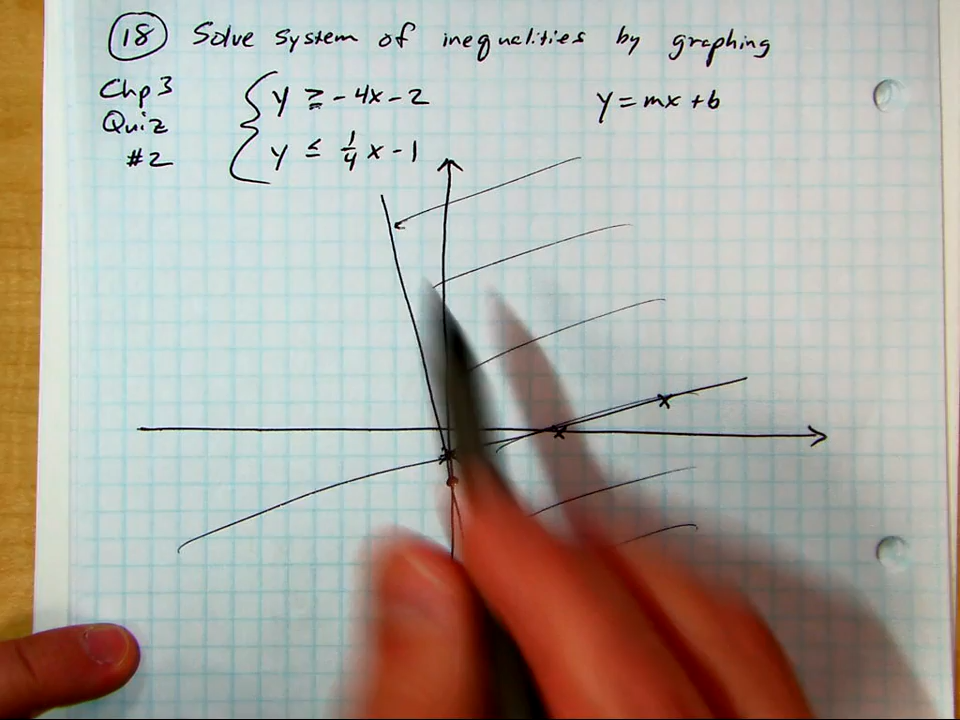 18 Solve system of inequalities by graphing
Chp 3
Quiz
#2
y ≥ -4x - 2
y ≤ 1/4 x - 1
y = mx + b